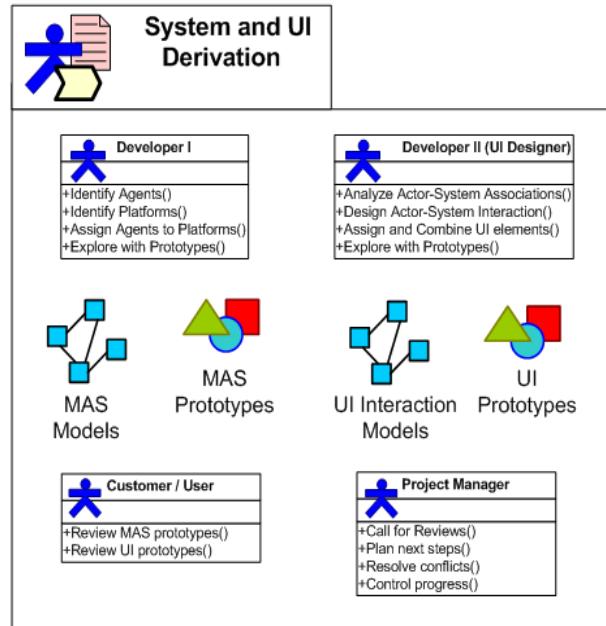 System and UI
Derivation
Developer I
+Identify Agents()
+Identify Platforms()
+Assign Agents to Platforms()
+Explore with Prototypes()
Developer II (UI Designer)
+Analyze Actor-System Associations()
+Design Actor-System Interaction()
+Assign and Combine UI elements()
+Explore with Prototypes()
MAS
Models
MAS
Prototypes
UI Interaction
Models
UI
Prototypes
Customer / User
+Review MAS prototypes()
+Review UI prototypes()
Project Manager
+Call for Reviews()
+Plan next steps()
+Resolve conflicts()
+Control progress()